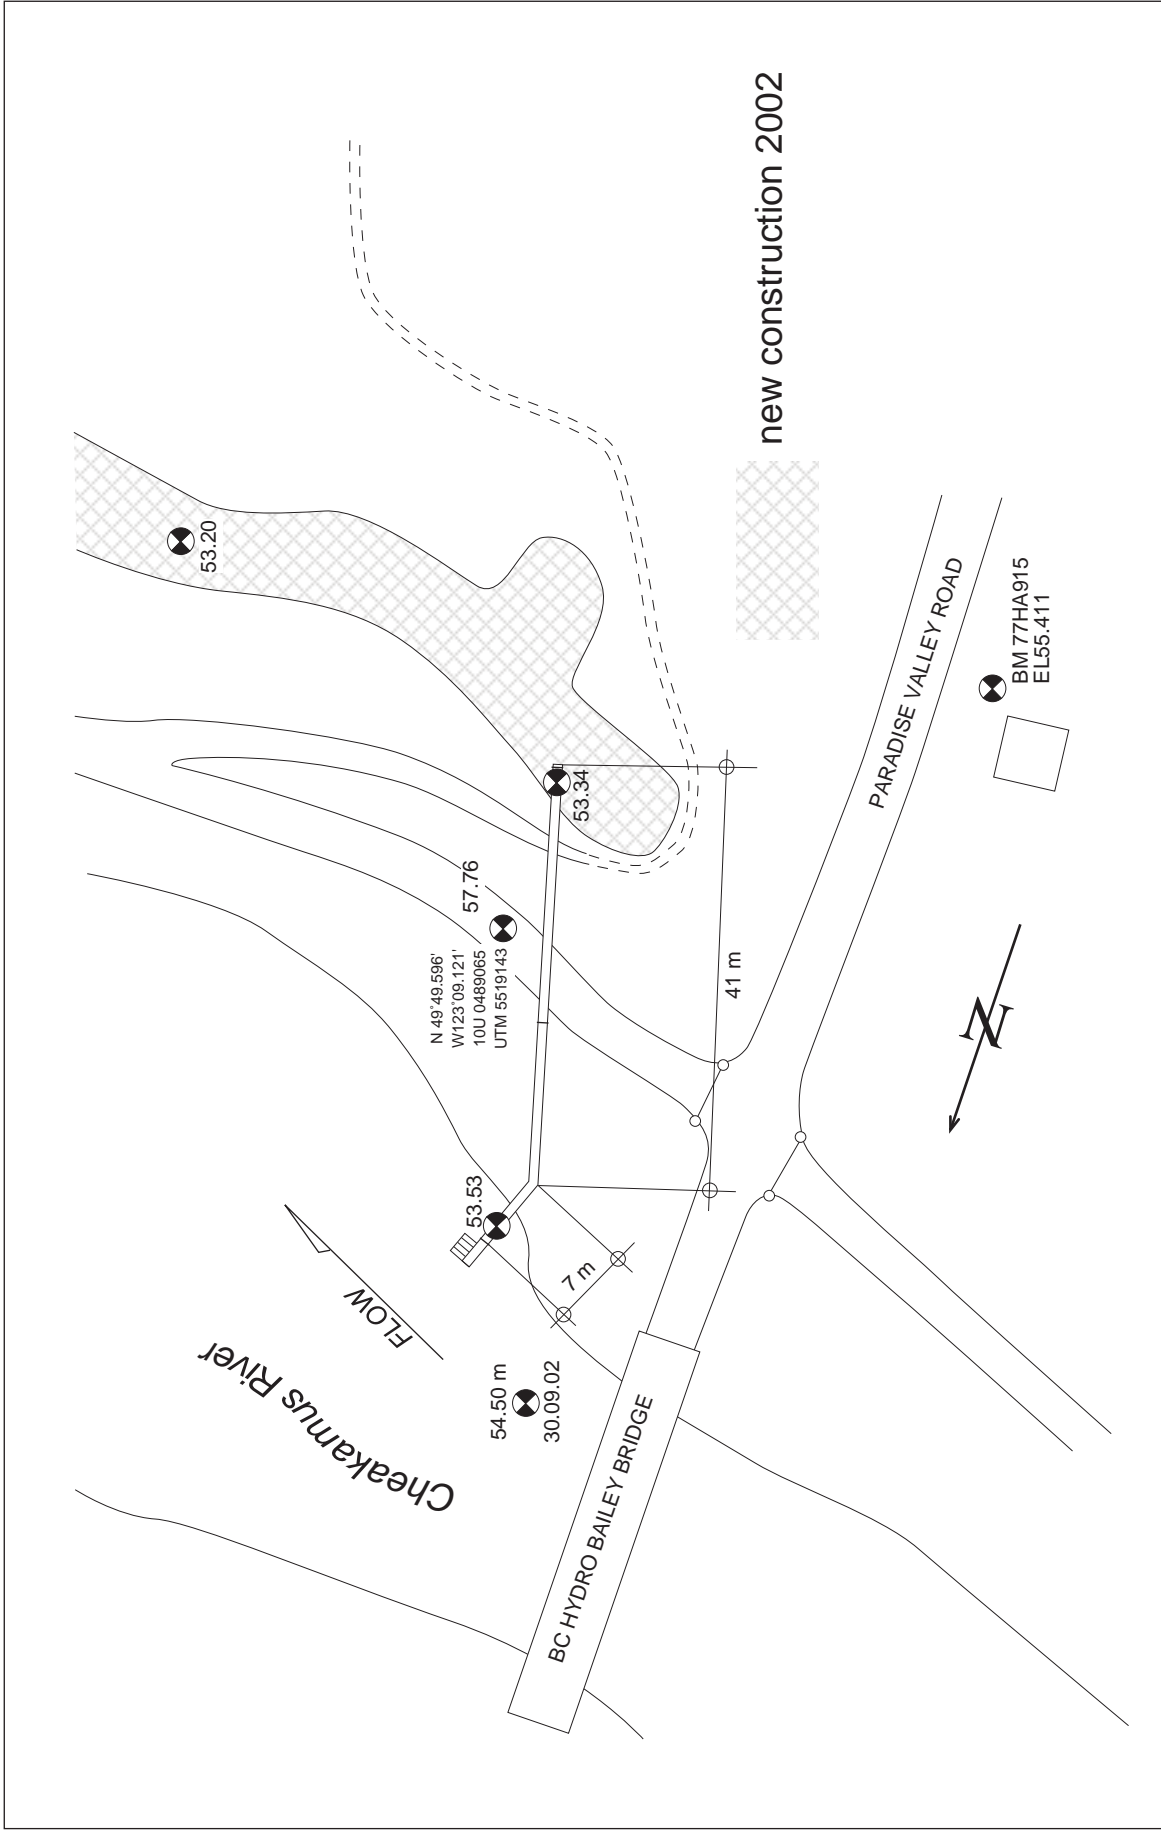 new construction 2002
53.20
53.34
57.76
N 49°49.596'
W123°09.121'
10U 0489065
UTM 5519143
53.53
41 m
7 m
FLOW
Cheakamus River
54.50 m
30.09.02
BC HYDRO BAILEY BRIDGE
PARADISE VALLEY ROAD
BM 77HA915
EL55.411
N